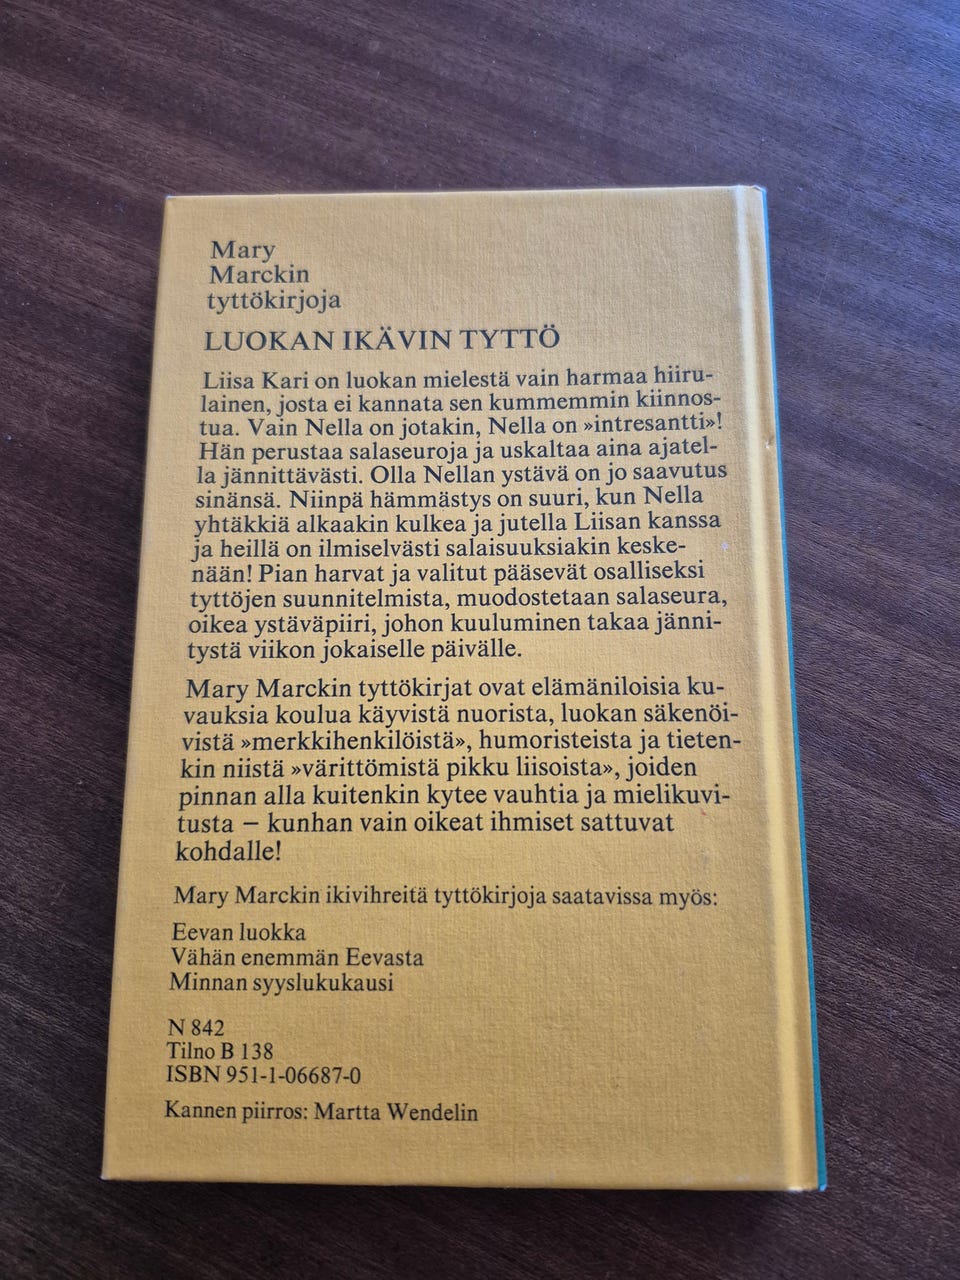 Mary
Marckin
tyttökirjoja
LUOKAN IKÄVIN TYTTÖ
Liisa Kari on luokan mielestä vain harmaa hiiru-
lainen, josta ei kannata sen kummemmin kiinnos-
tua. Vain Nella on jotakin, Nella on »intresantti»!
Hän perustaa salaseuroja ja uskaltaa aina ajatel-
la jännittävästi. Olla Nellan ystävä on jo saavutus
sinänsä. Niinpä hämmästys on suuri, kun Nella
yhtäkkiä alkaakin kulkea ja jutella Liisan kanssa
ja heillä on ilmiselvästi salaisuuksiakin keske-
nään! Pian harvat ja valitut pääsevät osalliseksi
tyttöjen suunnitelmista, muodostetaan salaseura,
oikea ystäväpiiri, johon kuuluminen takaa jänni-
tystä viikon jokaiselle päivälle.
Mary Marckin tyttökirjat ovat elämäniloisia ku-
vauksia koulua käyvistä nuorista, luokan säkenöi-
vistä »merkkihenkilöistä», humoristeista ja tieten-
kin niistä »värittömistä pikku liisoista», joiden
pinnan alla kuitenkin kytee vauhtia ja mielikuvi-
tusta – kunhan vain oikeat ihmiset sattuvat
kohdalle!
Mary Marckin ikivihreitä tyttökirjoja saatavissa myös:
Eevan luokka
Vähän enemmän Eevasta
Minnan syyslukukausi
N 842
Tilno B 138
ISBN 951-1-06687-0
Kannen piirros: Martta Wendelin